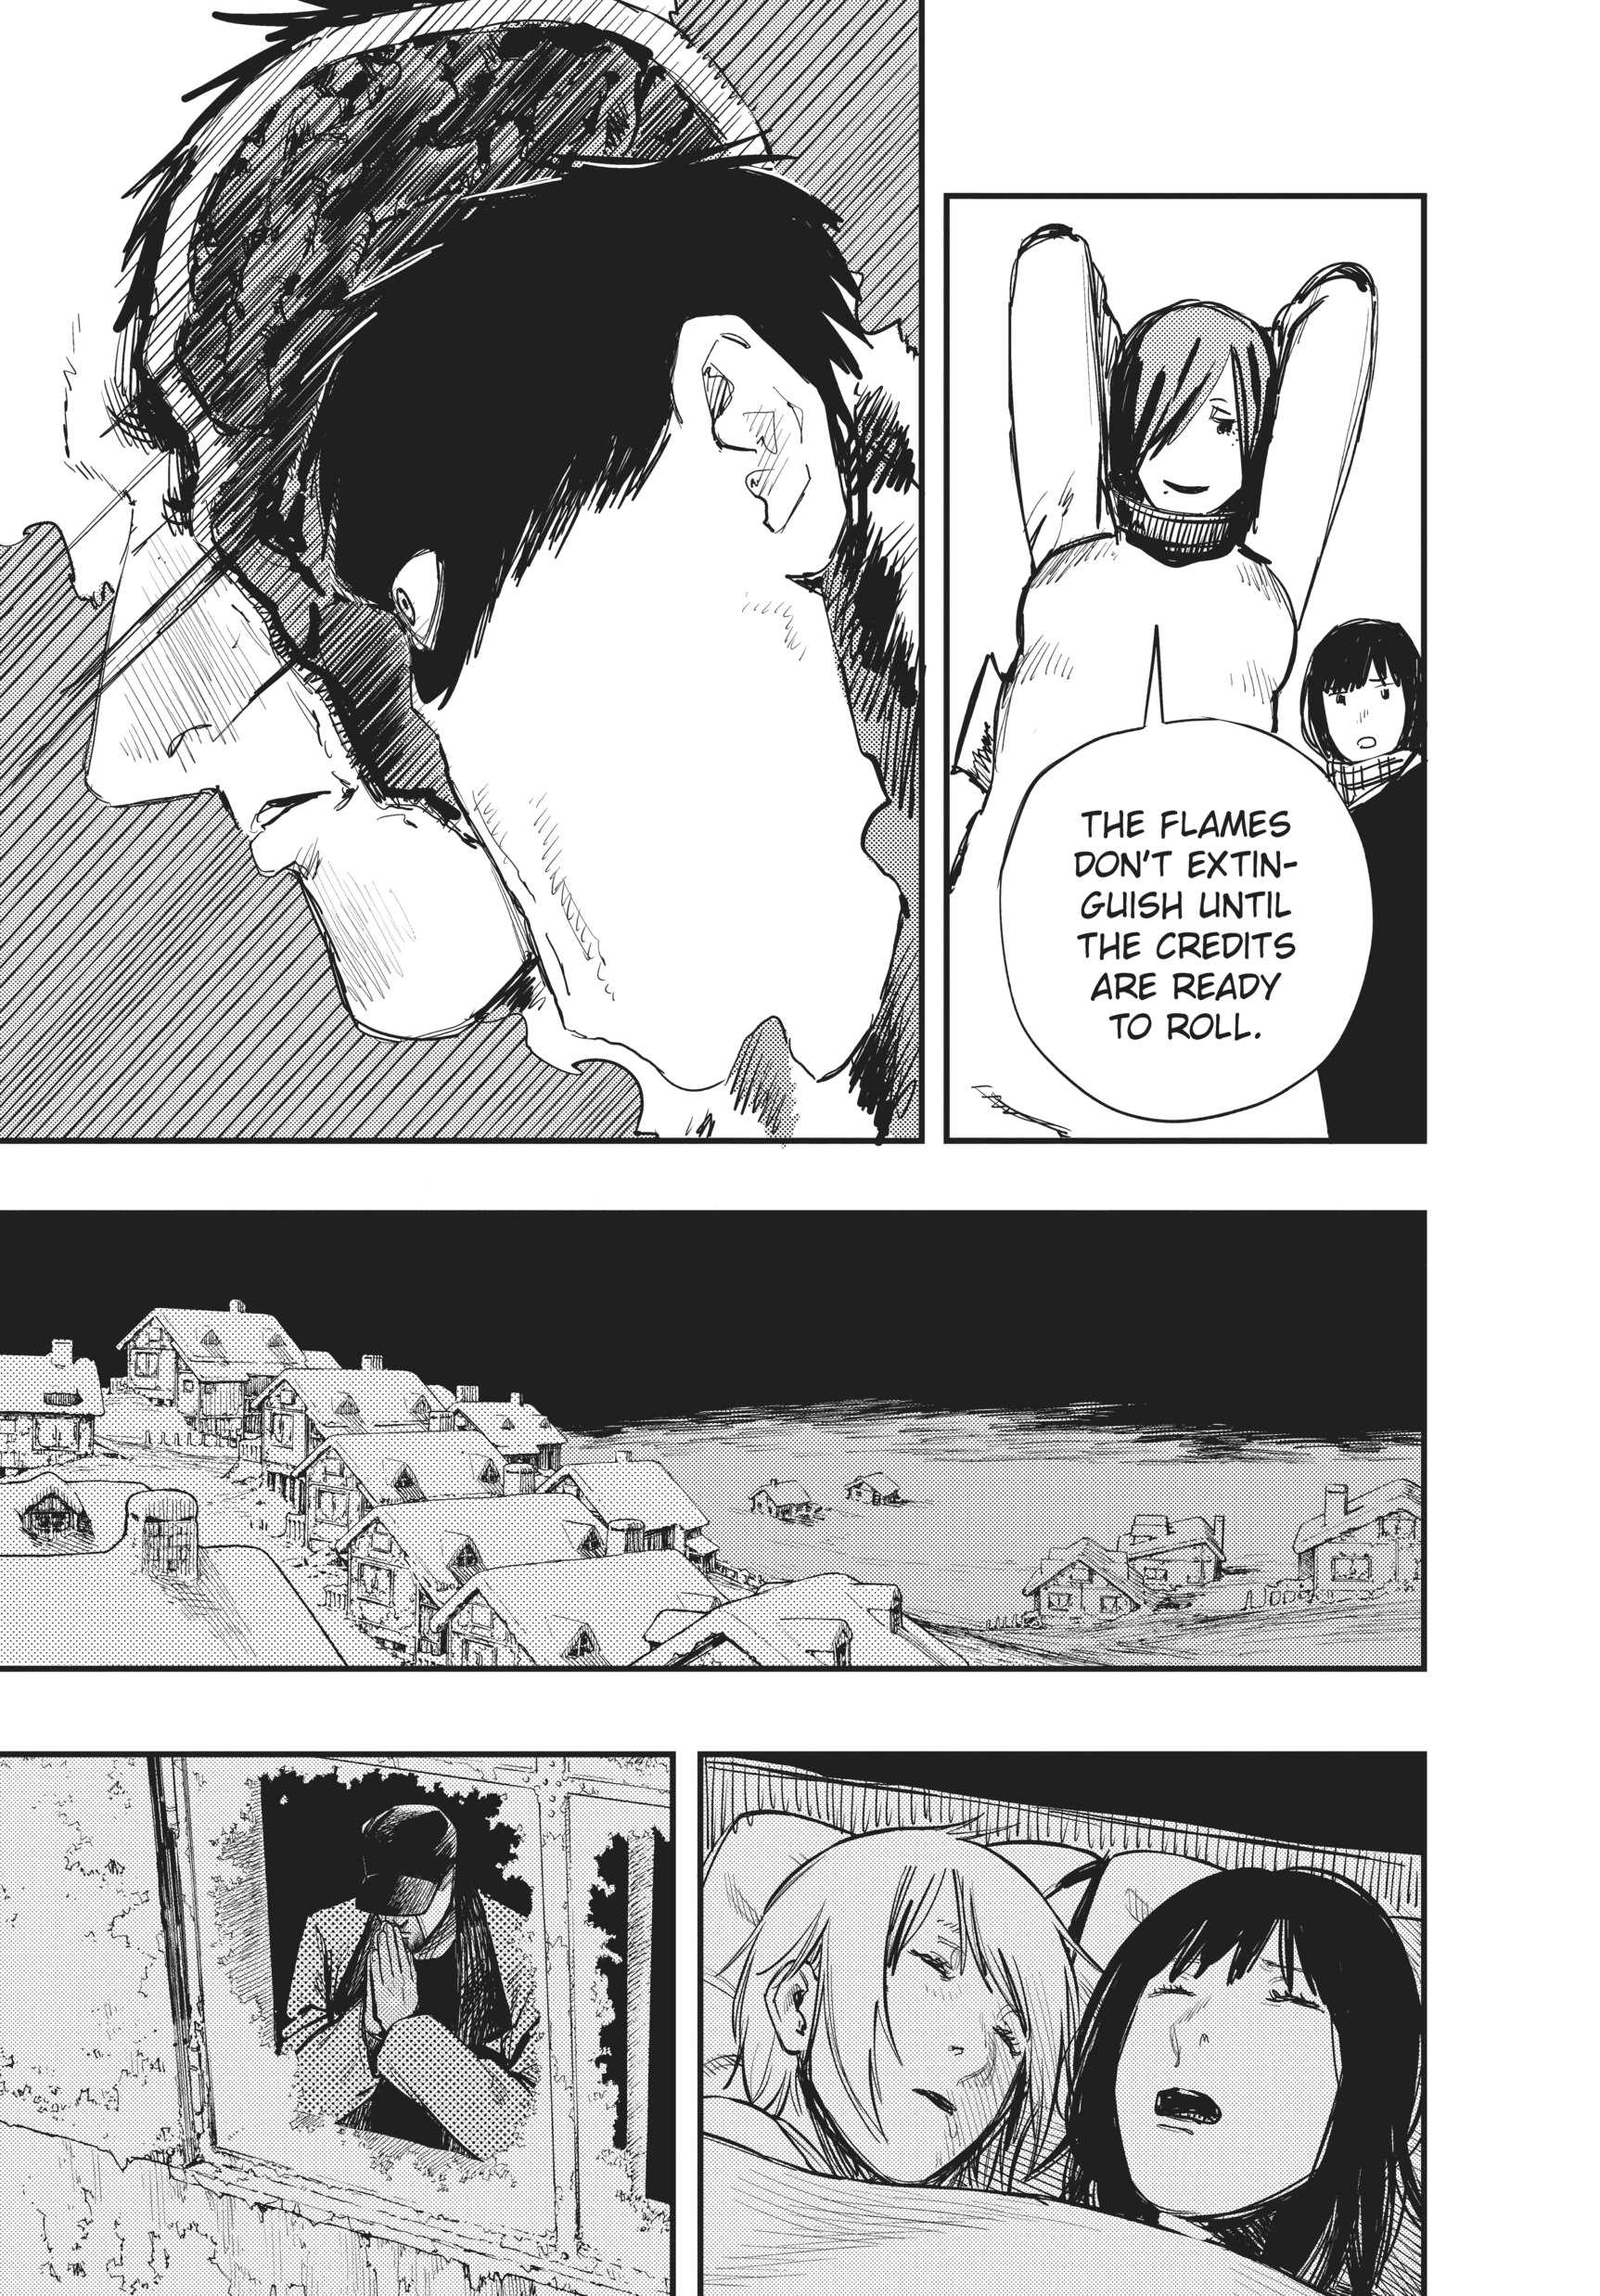 THE FLAMES
DON'T EXTIN-
GUISH UNTIL
THE CREDITS
ARE READY
TO ROLL.